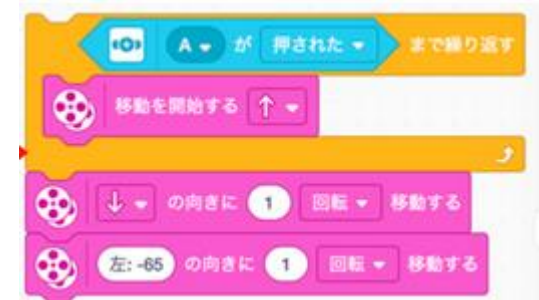 A が 押された まで繰り返す
移動を開始する ↑
↓ の向きに 1 回転 移動する
左: -65 の向きに 1 回転 移動する